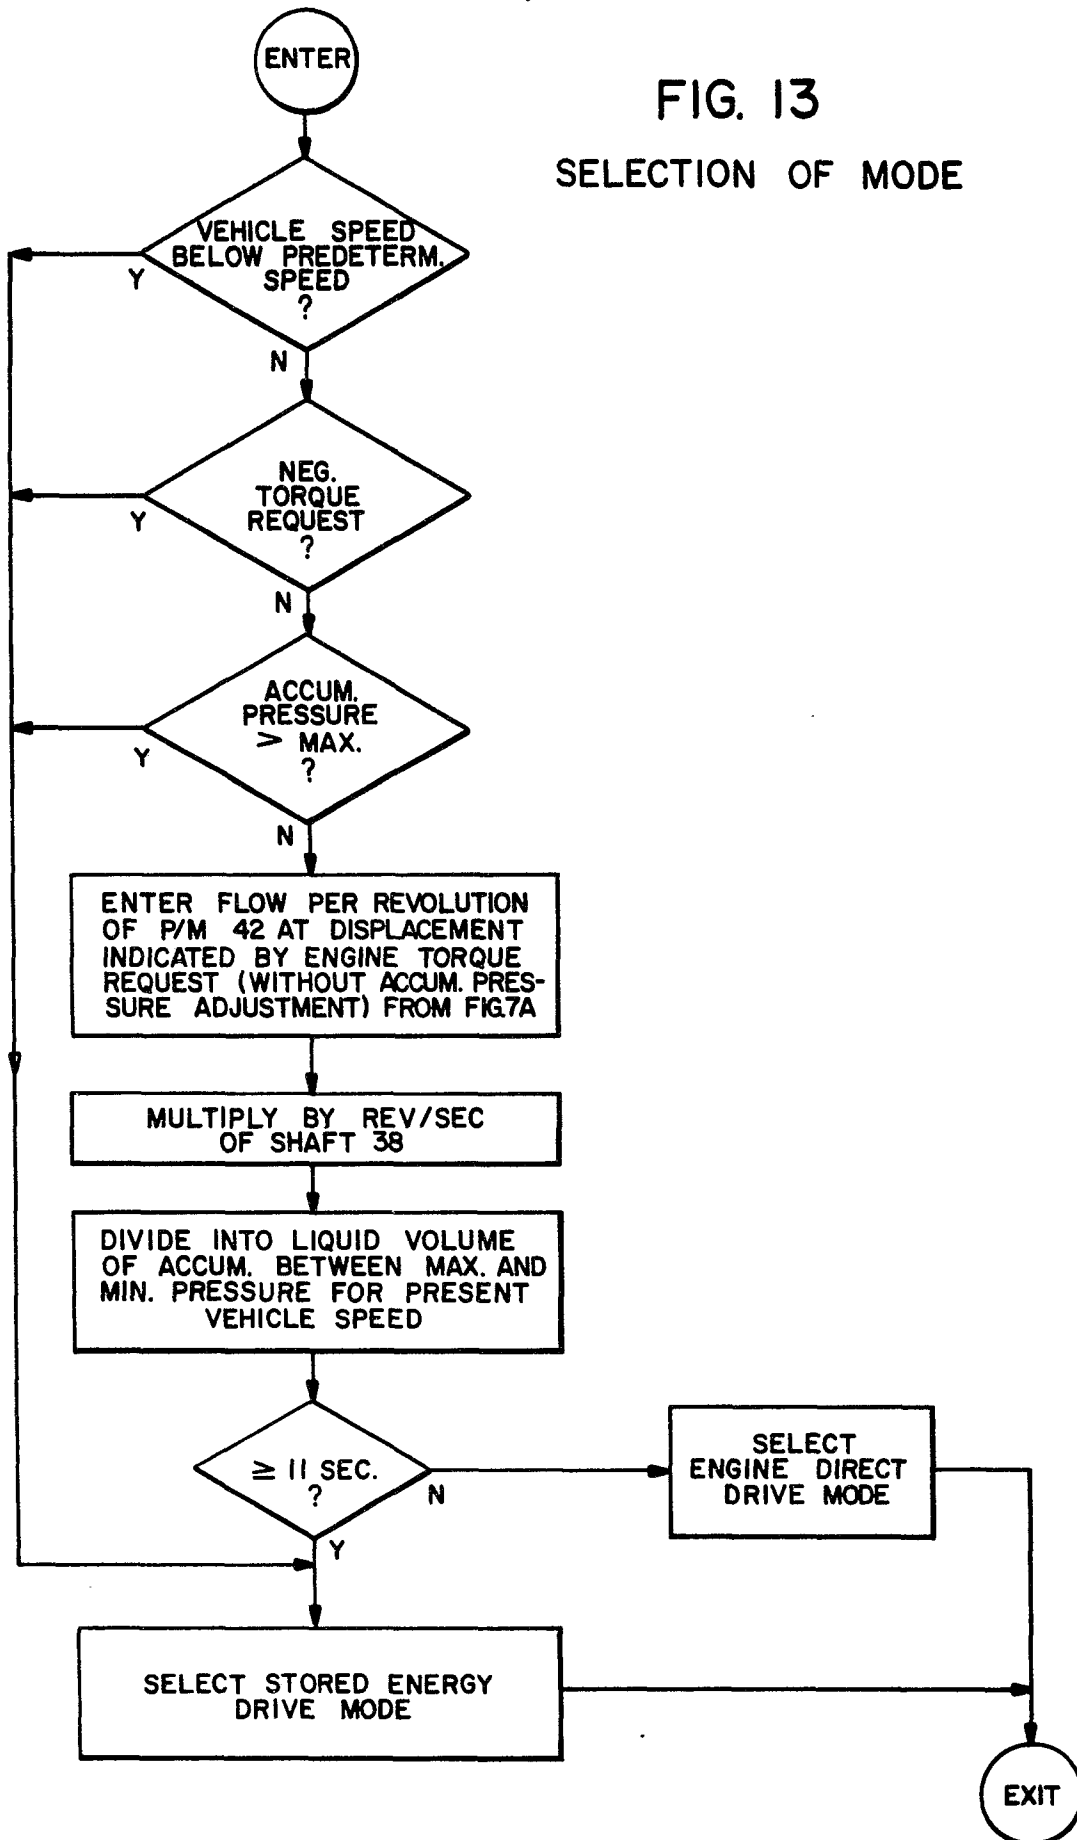 ENTER
FIG. 13
SELECTION OF MODE
VEHICLE SPEED
BELOW PREDETERM.
SPEED
?
Y
N
NEG.
TORQUE
REQUEST
?
Y
N
ACCUM.
PRESSURE
> MAX.
?
Y
N
ENTER FLOW PER REVOLUTION
OF P/M 42 AT DISPLACEMENT
INDICATED BY ENGINE TORQUE
REQUEST (WITHOUT ACCUM. PRES-
SURE ADJUSTMENT) FROM FIG.7A
MULTIPLY BY REV/SEC
OF SHAFT 38
DIVIDE INTO LIQUID VOLUME
OF ACCUM. BETWEEN MAX. AND
MIN. PRESSURE FOR PRESENT
VEHICLE SPEED
≥ 11 SEC.
?
N
Y
SELECT
ENGINE DIRECT
DRIVE MODE
SELECT STORED ENERGY
DRIVE MODE
EXIT